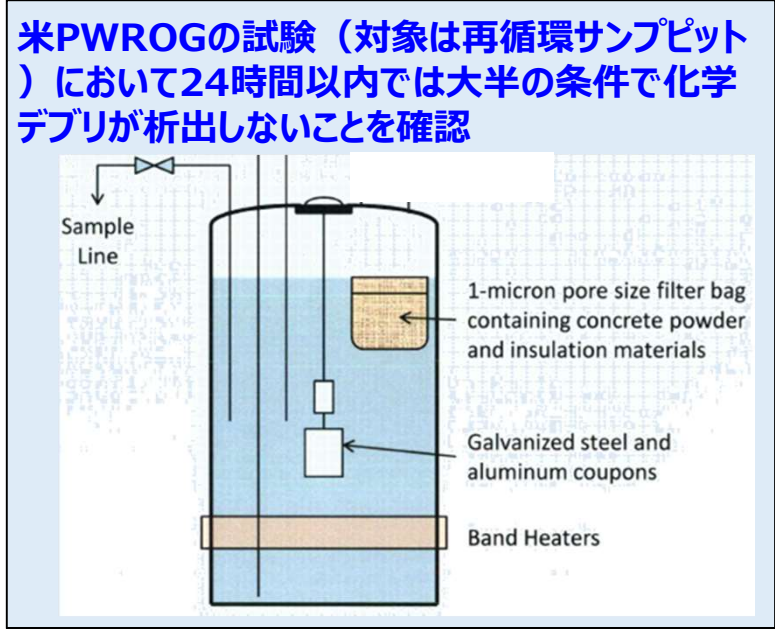 米PWROGの試験（対象は再循環サンプピット
）において24時間以内では大半の条件で化学
デブリが析出しないことを確認
Sample
Line
1-micron pore size filter bag
containing concrete powder
and insulation materials
Galvanized steel and
aluminum coupons
Band Heaters